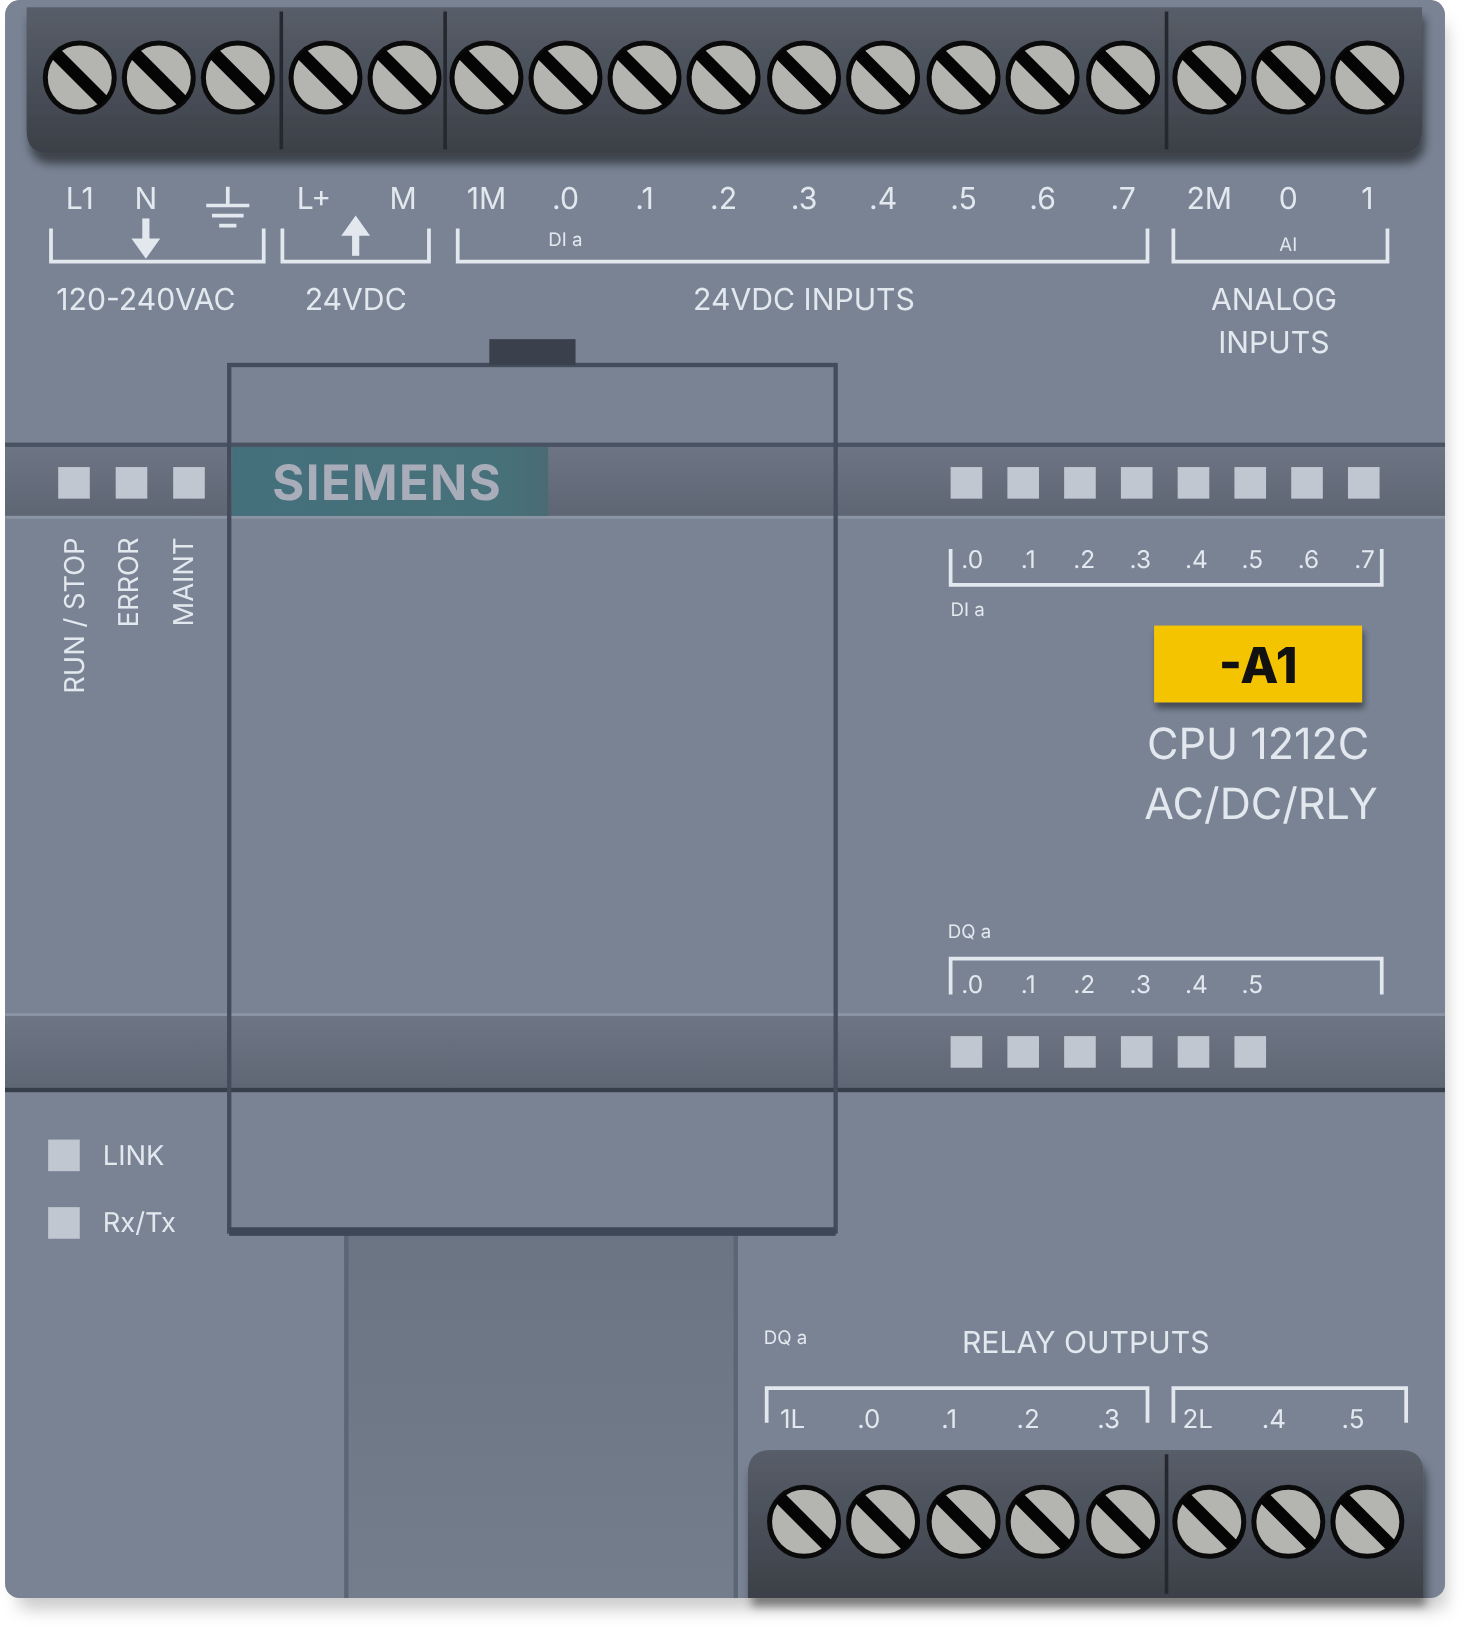 L1 N L+ M 1M .0 .1 .2 .3 .4 .5 .6 .7 2M 0 1
DI a AI
120-240VAC 24VDC 24VDC INPUTS ANALOG
INPUTS
SIEMENS
RUN / STOP
ERROR
MAINT
.0 .1 .2 .3 .4 .5 .6 .7
DI a
-A1
CPU 1212C
AC/DC/RLY
DQ a
.0 .1 .2 .3 .4 .5
LINK
Rx/Tx
DQ a RELAY OUTPUTS
1L .0 .1 .2 .3 2L .4 .5